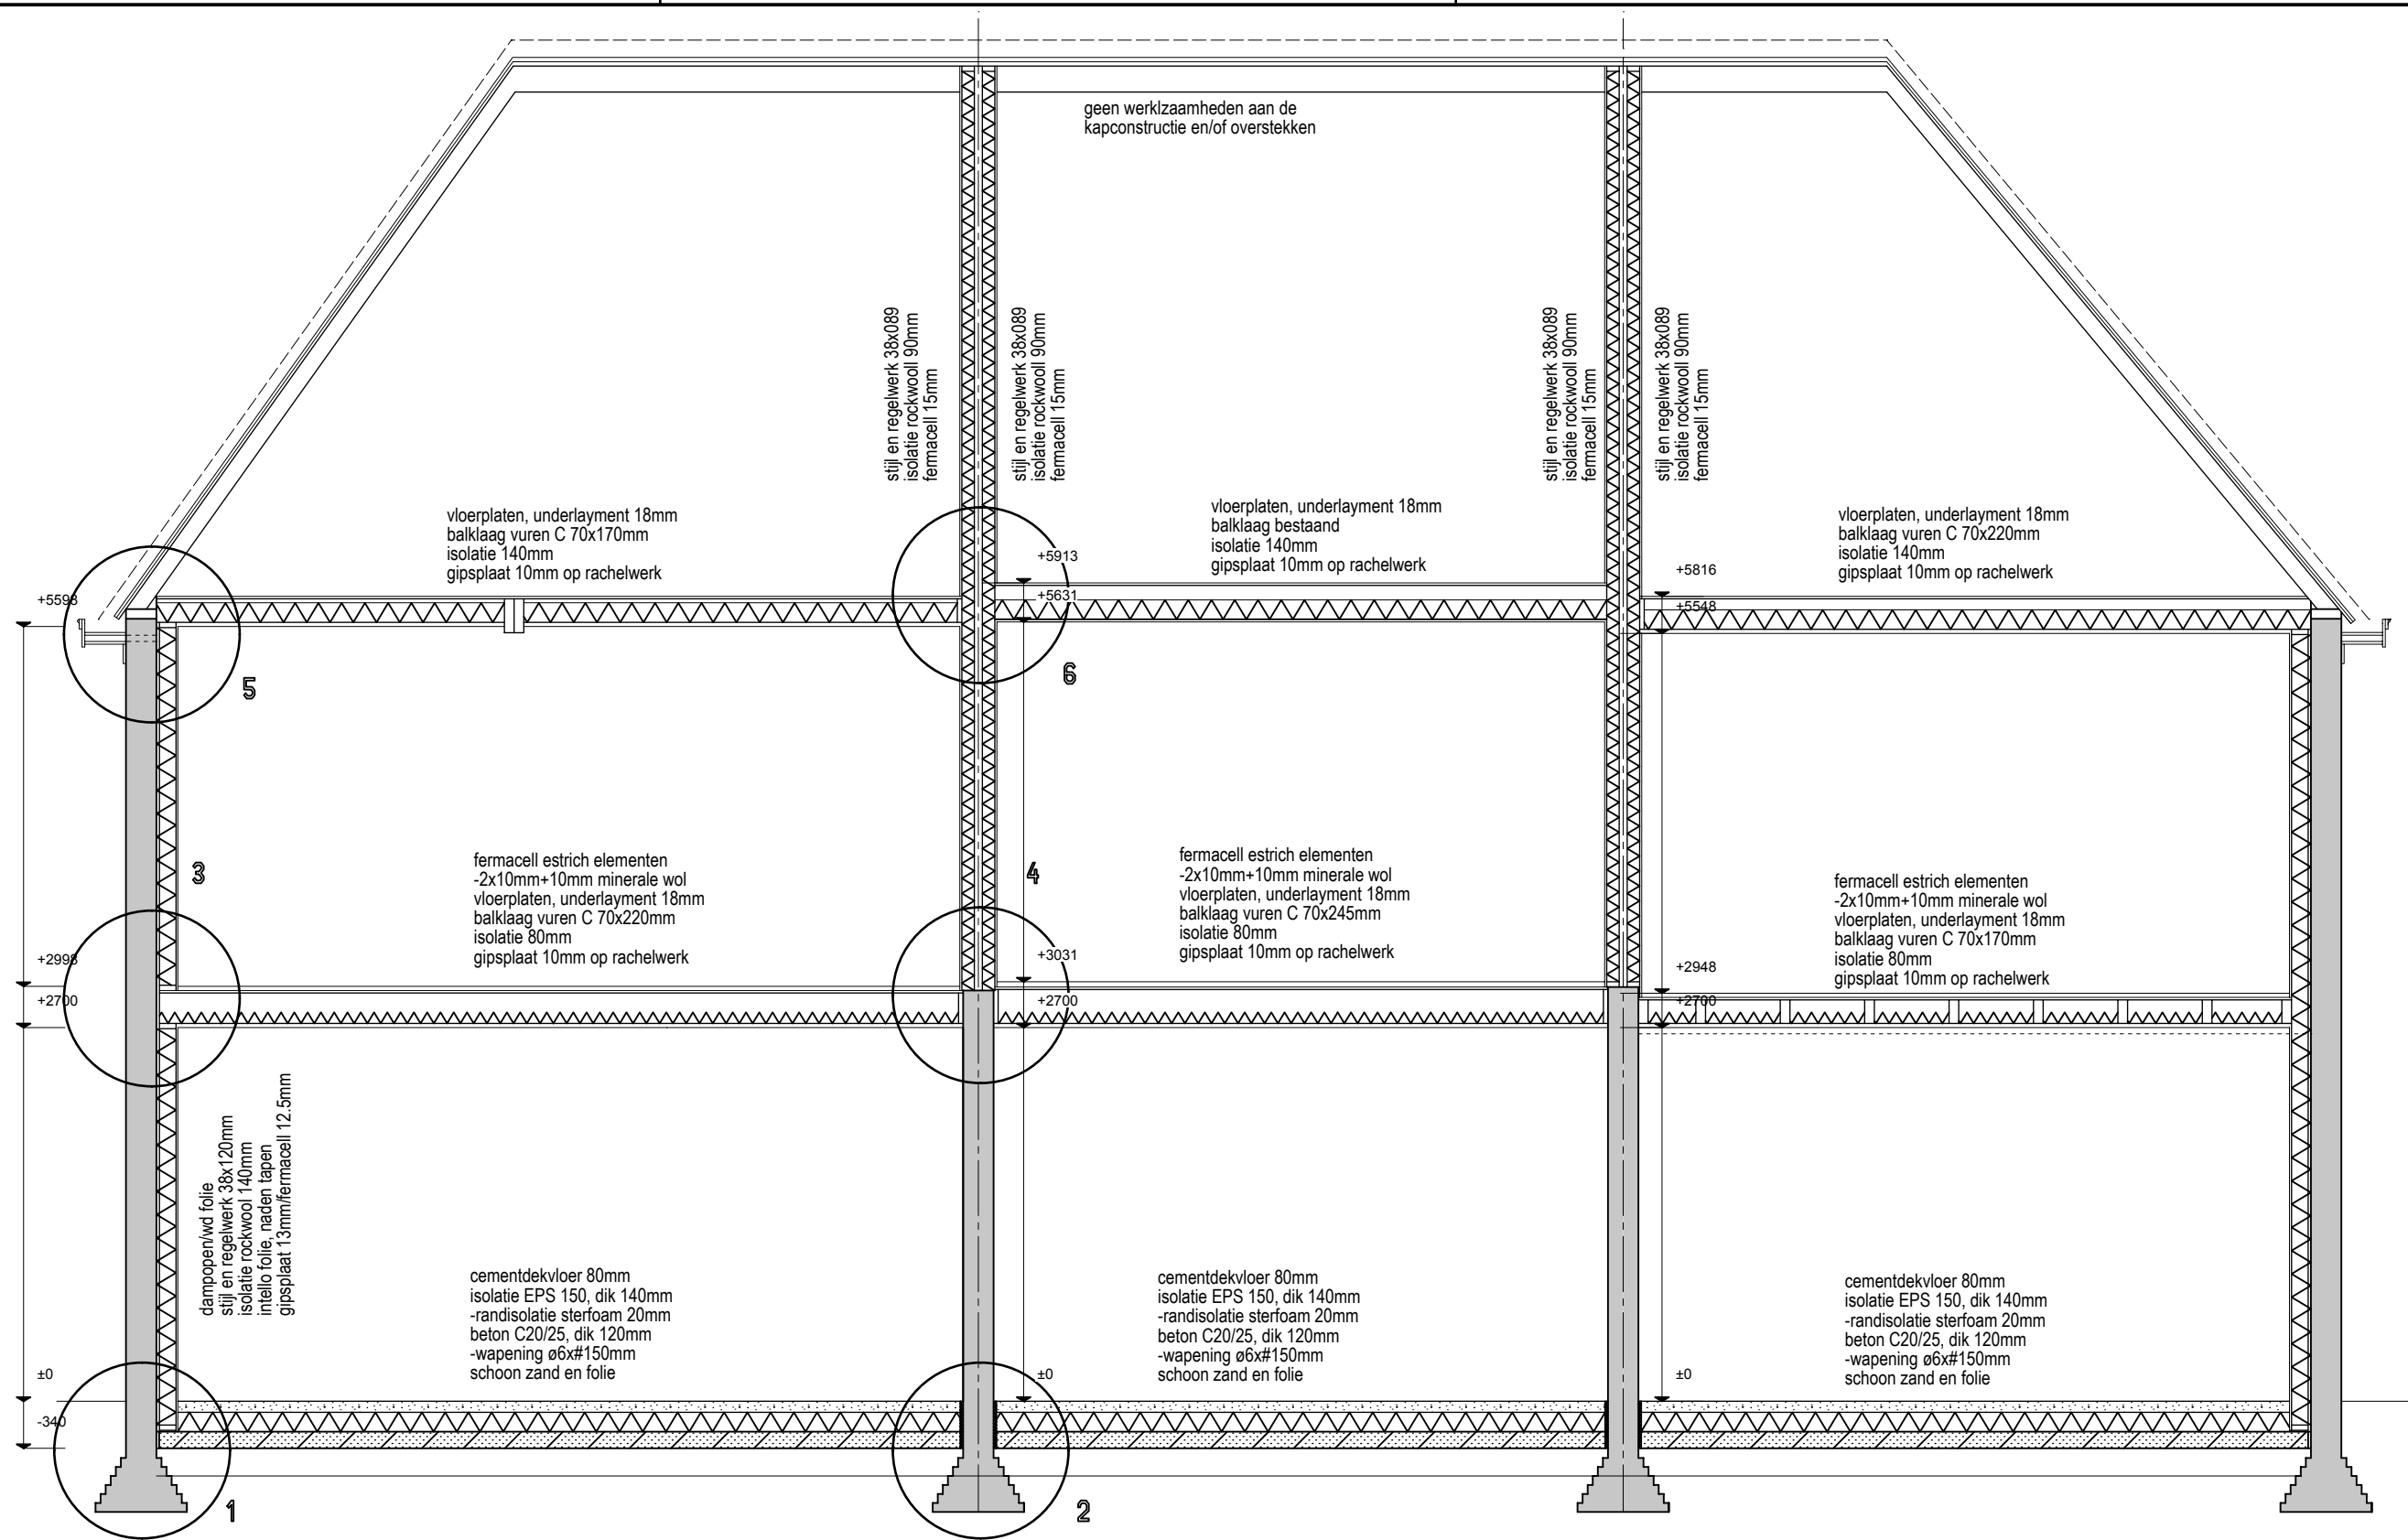 geen werklzaamheden aan de
kapconstructie en/of overstekken
stijl en regelwerk 38x089
isolatie rockwooll 90mm
fermacell 15mm
stijl en regelwerk 38x089
isolatie rockwooll 90mm
fermacell 15mm
stijl en regelwerk 38x089
isolatie rockwooll 90mm
fermacell 15mm
stijl en regelwerk 38x089
isolatie rockwooll 90mm
fermacell 15mm
vloerplaten, underlayment 18mm
balklaag vuren C 70x170mm
isolatie 140mm
gipsplaat 10mm op rachelwerk
vloerplaten, underlayment 18mm
balklaag bestaand
isolatie 140mm
gipsplaat 10mm op rachelwerk
vloerplaten, underlayment 18mm
balklaag vuren C 70x220mm
isolatie 140mm
gipsplaat 10mm op rachelwerk
+5598
+5913
+5631
+5816
+5548
5
6
3
4
fermacell estrich elementen
-2x10mm+10mm minerale wol
vloerplaten, underlayment 18mm
balklaag vuren C 70x220mm
isolatie 80mm
gipsplaat 10mm op rachelwerk
fermacell estrich elementen
-2x10mm+10mm minerale wol
vloerplaten, underlayment 18mm
balklaag vuren C 70x245mm
isolatie 80mm
gipsplaat 10mm op rachelwerk
fermacell estrich elementen
-2x10mm+10mm minerale wol
vloerplaten, underlayment 18mm
balklaag vuren C 70x170mm
isolatie 80mm
gipsplaat 10mm op rachelwerk
+2998
+2700
+3031
+2700
+2948
+2700
dampopen/wd folie
stijl en regelwerk 38x120mm
isolatie rockwool 140mm
intello folie, naden tapen
gipsplaat 13mm/fermacell 12.5mm
cementdekvloer 80mm
isolatie EPS 150, dik 140mm
-randisolatie sterfoam 20mm
beton C20/25, dik 120mm
-wapening ø6x#150mm
schoon zand en folie
cementdekvloer 80mm
isolatie EPS 150, dik 140mm
-randisolatie sterfoam 20mm
beton C20/25, dik 120mm
-wapening ø6x#150mm
schoon zand en folie
cementdekvloer 80mm
isolatie EPS 150, dik 140mm
-randisolatie sterfoam 20mm
beton C20/25, dik 120mm
-wapening ø6x#150mm
schoon zand en folie
±0
-340
±0
±0
1
2